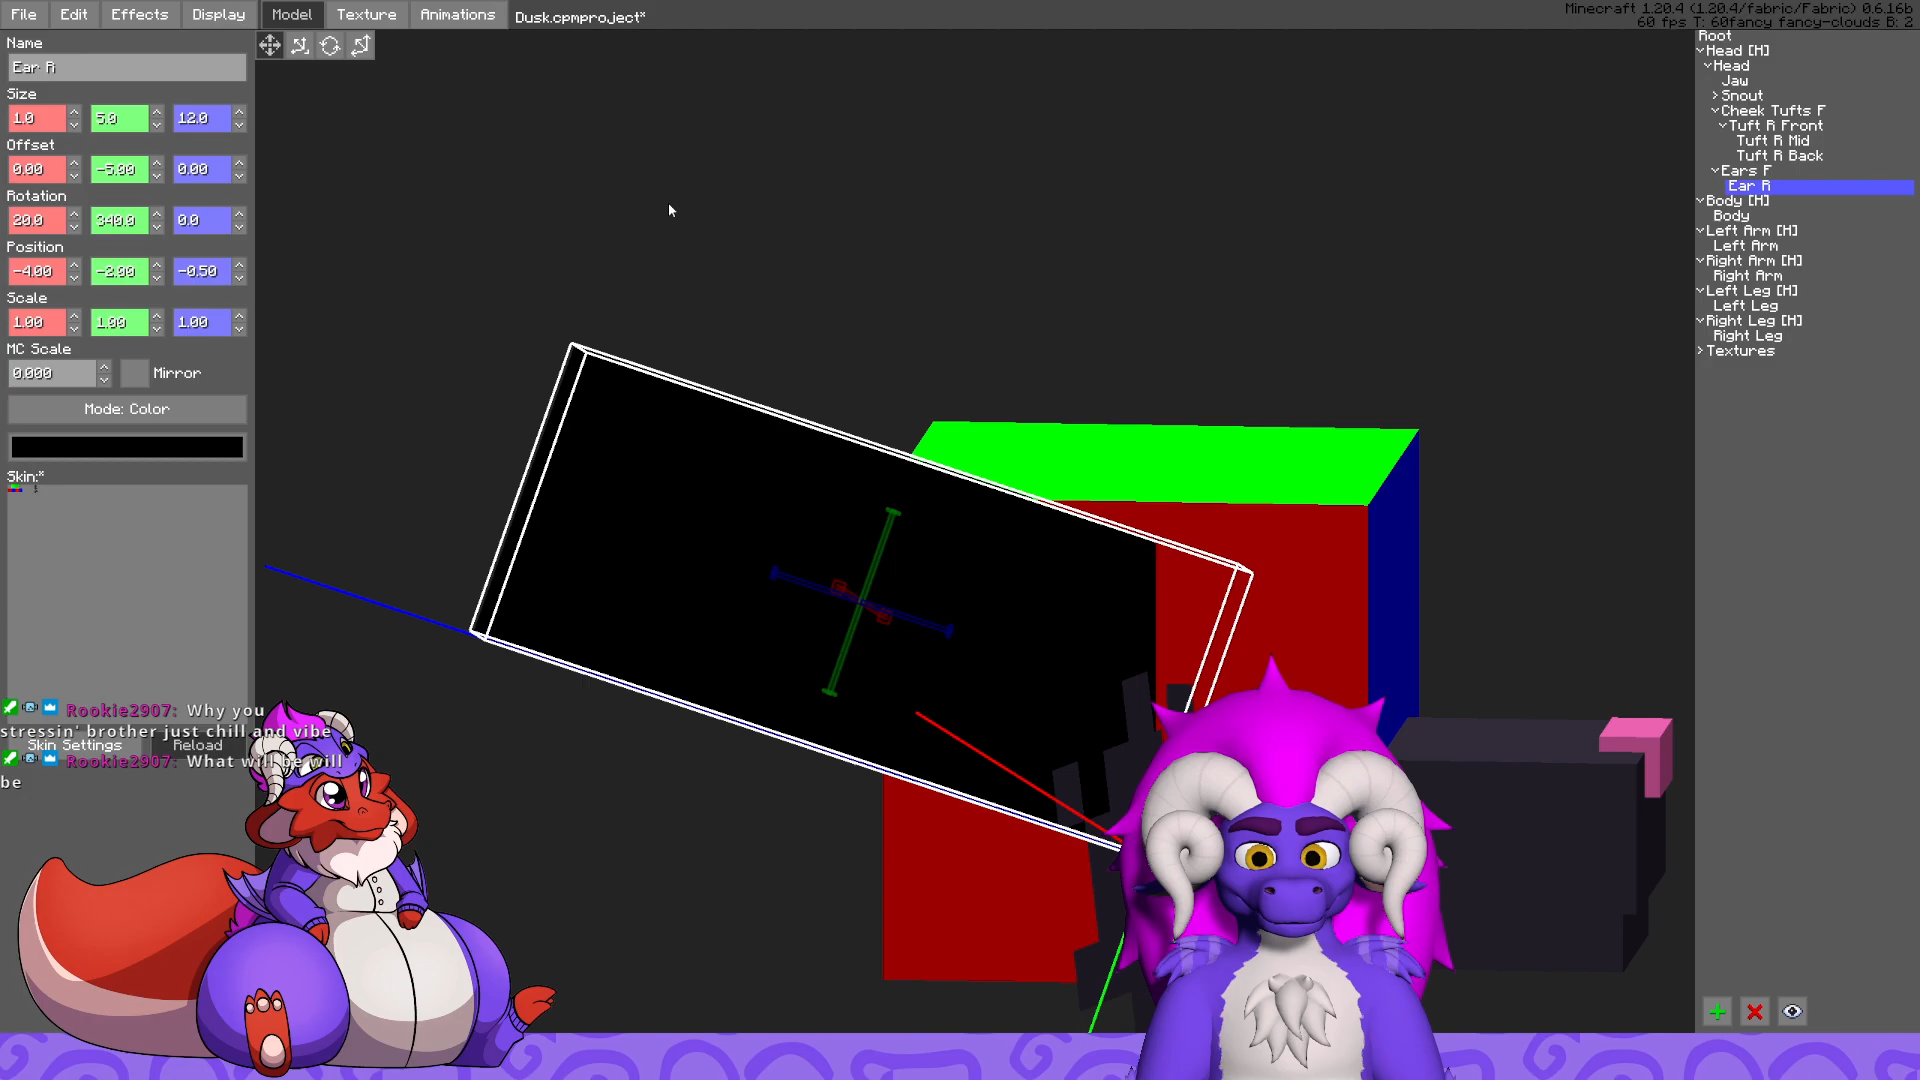 File Edit Effects Display Model Texture Animations Dusk.cpmproject*
Minecraft 1.20.4 (1.20.4/fabric/Fabric) 0.6.16b
60 fps T: 60fancy fancy-clouds B: 2
Name
Ear R
Size
1.0 5.0 12.0
Offset
0.00 -5.00 0.00
Rotation
20.0 349.9 0.0
Position
-4.00 -2.00 -0.50
Scale
1.00 1.00 1.00
MC Scale
0.000 Mirror
Mode: Color
Skin:*
Rookie2907: Why you
stressin' brother just chill and vibe
Skin Settings Reload
Rookie2907: What will be will
be
Root
Head [H]
Head
Jaw
Snout
Cheek Tufts F
Tuft R Front
Tuft R Mid
Tuft R Back
Ears F
Ear R
Body [H]
Body
Left Arm [H]
Left Arm
Right Arm [H]
Right Arm
Left Leg [H]
Left Leg
Right Leg [H]
Right Leg
Textures